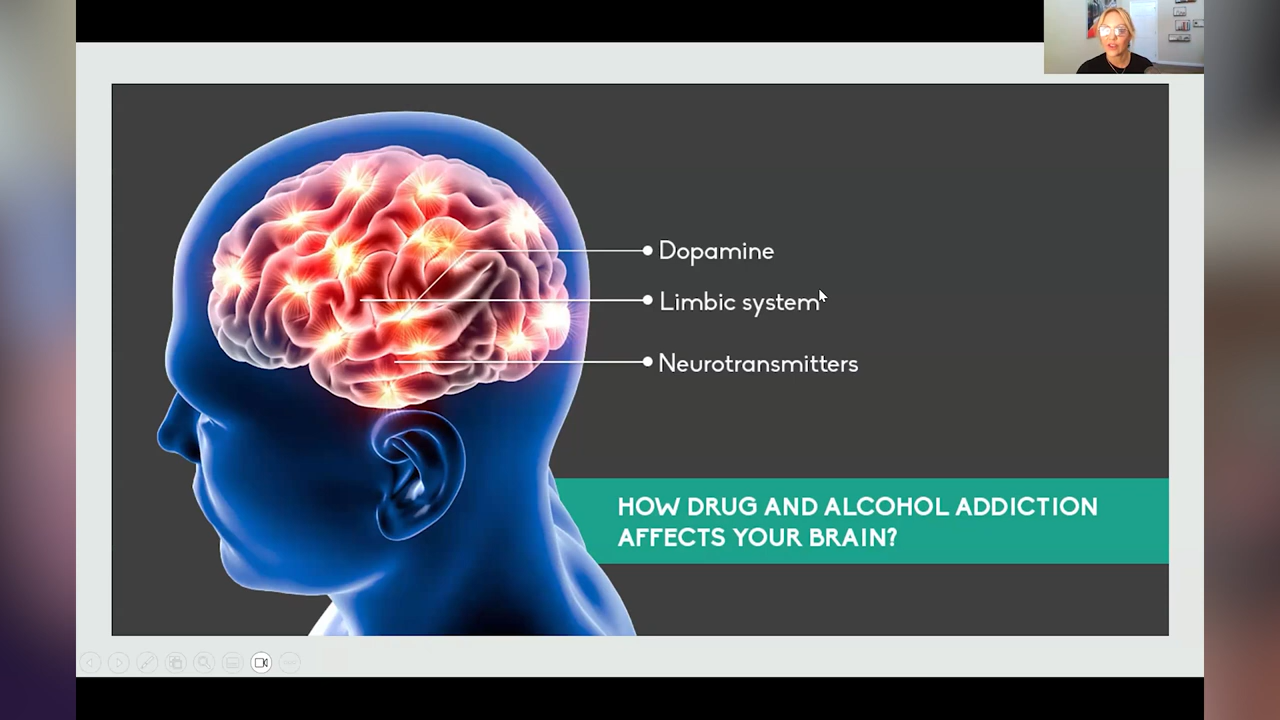 Dopamine
Limbic system
Neurotransmitters
HOW DRUG AND ALCOHOL ADDICTION
AFFECTS YOUR BRAIN?